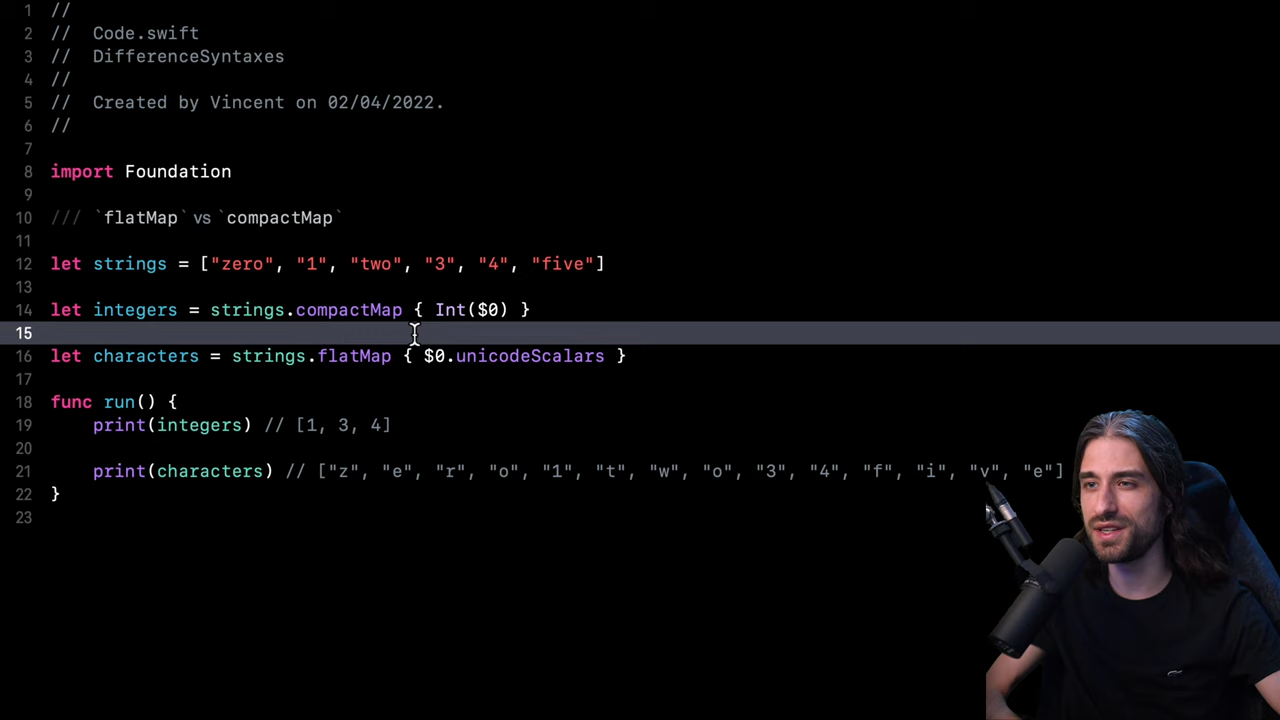 1 //
2 // Code.swift
3 // DifferenceSyntaxes
4 //
5 // Created by Vincent on 02/04/2022.
6 //
7
8 import Foundation
9
10 /// `flatMap` vs `compactMap`
11
12 let strings = ["zero", "1", "two", "3", "4", "five"]
13
14 let integers = strings.compactMap { Int($0) }
15
16 let characters = strings.flatMap { $0.unicodeScalars }
17
18 func run() {
19 print(integers) // [1, 3, 4]
20
21 print(characters) // ["z", "e", "r", "o", "1", "t", "w", "o", "3", "4", "f", "i", "v", "e"]
22 }
23